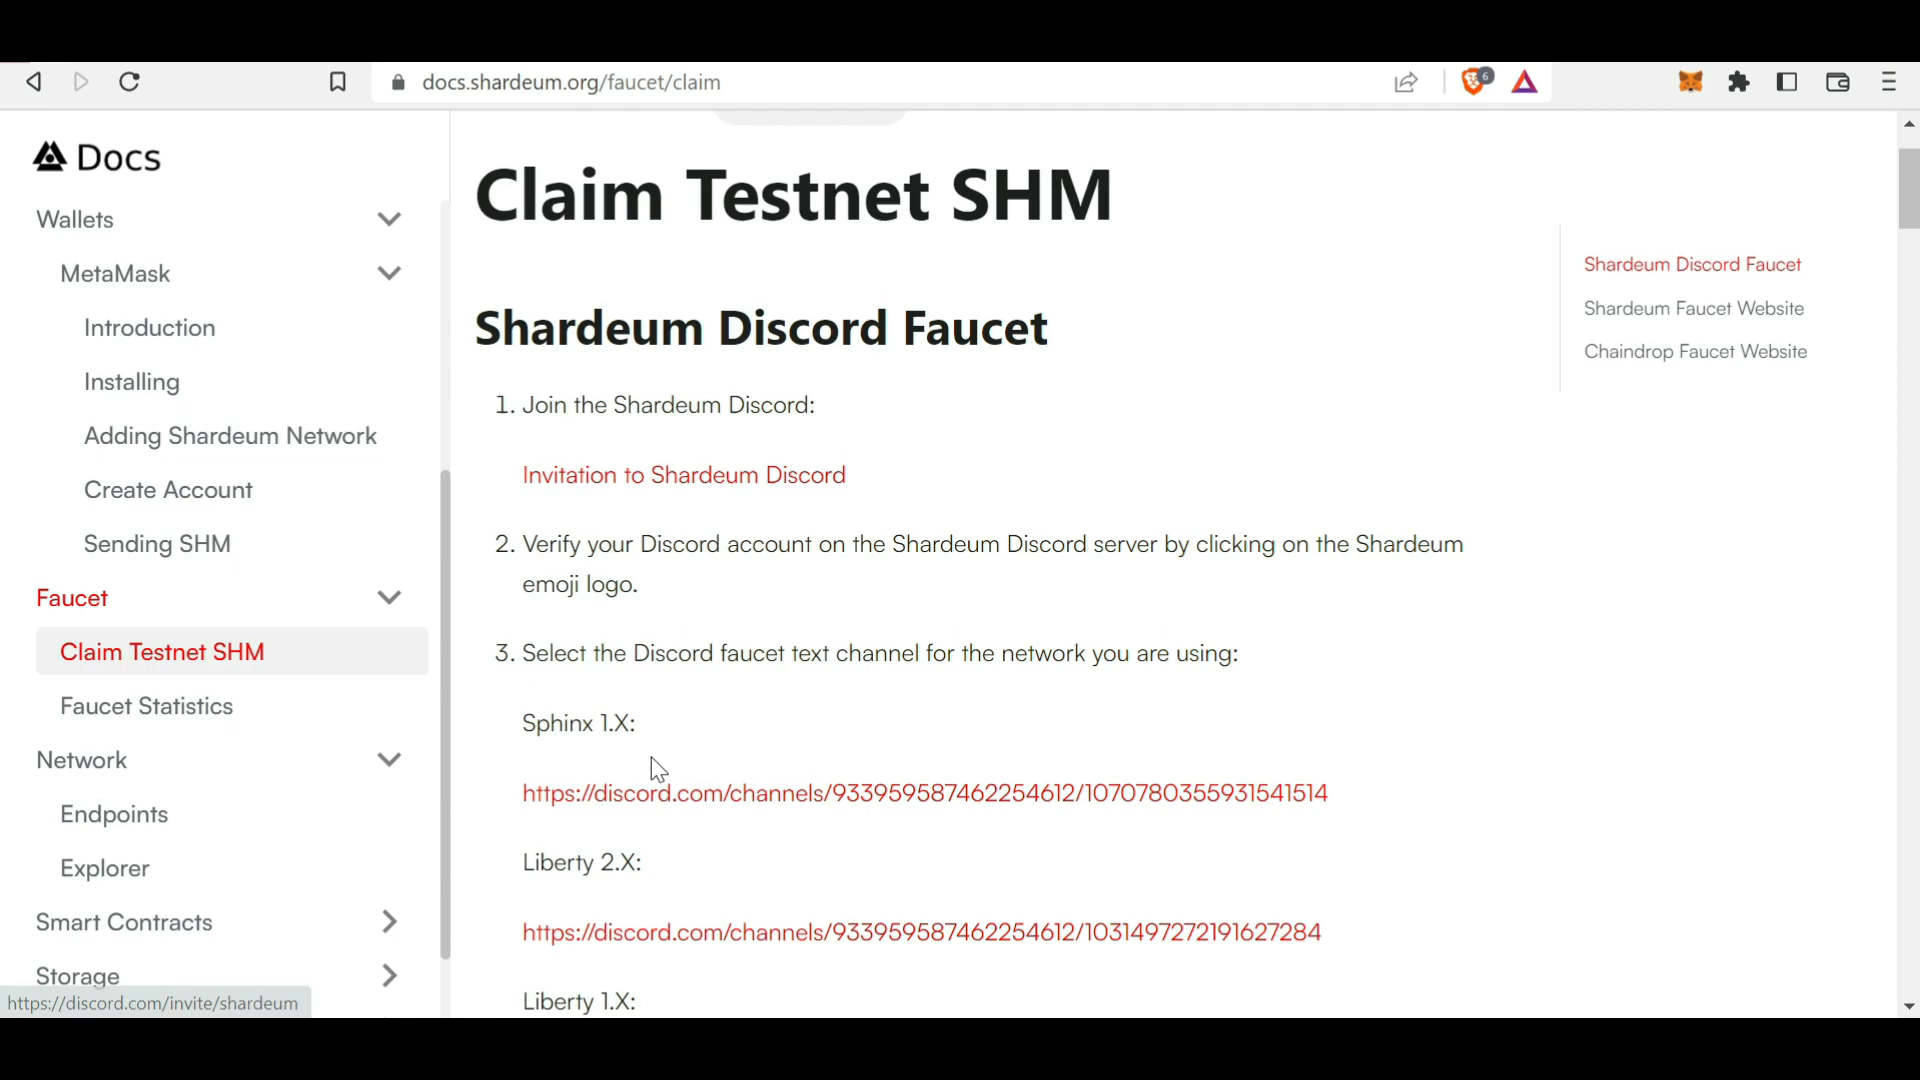 docs.shardeum.org/faucet/claim
6
Docs
Wallets
MetaMask
Introduction
Installing
Adding Shardeum Network
Create Account
Sending SHM
Faucet
Claim Testnet SHM
Faucet Statistics
Network
Endpoints
Explorer
Smart Contracts
Storage
https://discord.com/invite/shardeum
Claim Testnet SHM
Shardeum Discord Faucet
1. Join the Shardeum Discord:
Invitation to Shardeum Discord
2. Verify your Discord account on the Shardeum Discord server by clicking on the Shardeum
emoji logo.
3. Select the Discord faucet text channel for the network you are using:
Sphinx 1.X:
https://discord.com/channels/933959587462254612/1070780355931541514
Liberty 2.X:
https://discord.com/channels/933959587462254612/1031497272191627284
Liberty 1.X:
Shardeum Discord Faucet
Shardeum Faucet Website
Chaindrop Faucet Website